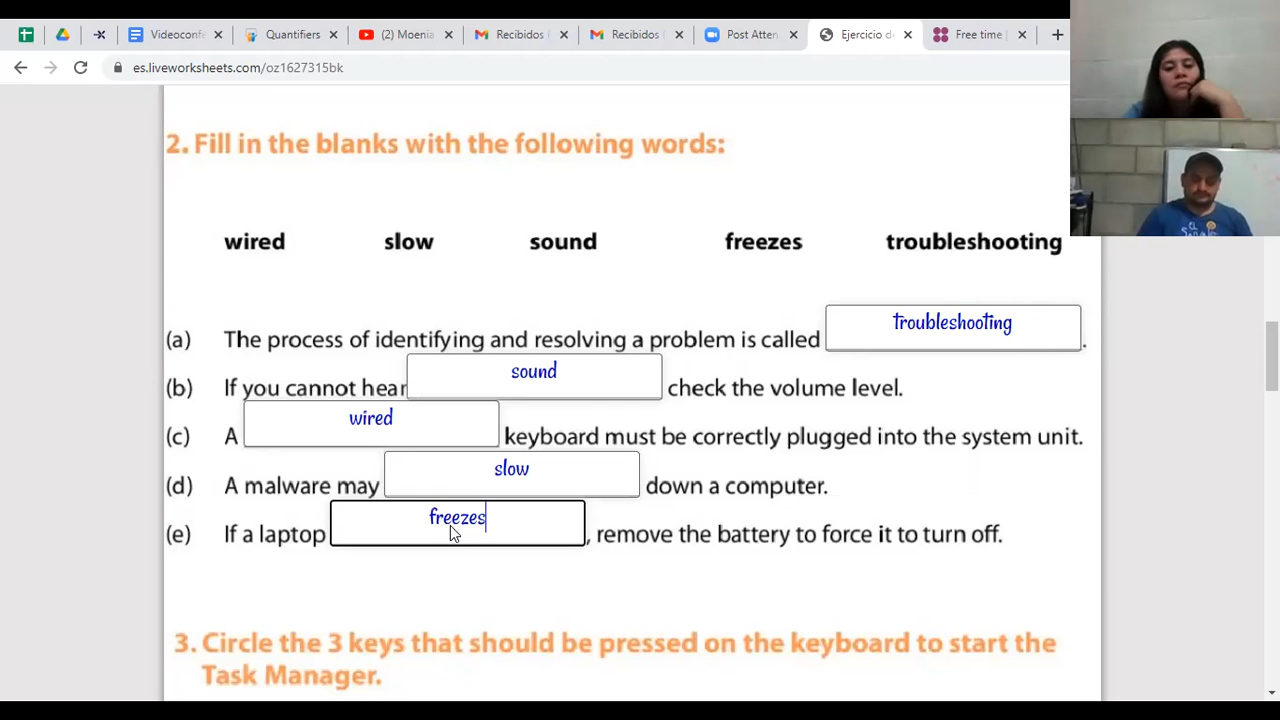 Videoconf
Quantifiers
(2) Moenia
Recibidos
Recibidos
Post Atten
Ejercicio de
Free time
es.liveworksheets.com/oz1627315bk
2. Fill in the blanks with the following words:
wired slow sound freezes troubleshooting
(a) The process of identifying and resolving a problem is called troubleshooting.
(b) If you cannot hear sound check the volume level.
(c) A wired keyboard must be correctly plugged into the system unit.
(d) A malware may slow down a computer.
(e) If a laptop freezes, remove the battery to force it to turn off.
3. Circle the 3 keys that should be pressed on the keyboard to start the
Task Manager.